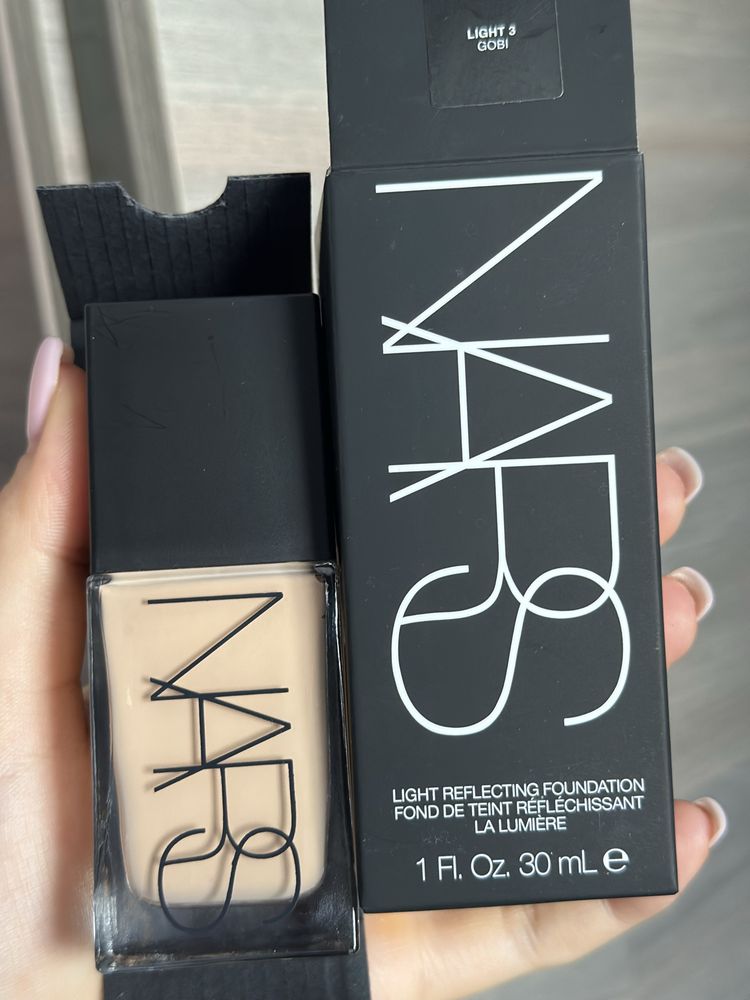 LIGHT 3
GOBI
NARS
NARS
LIGHT REFLECTING FOUNDATION
FOND DE TEINT RÉFLÉCHISSANT
LA LUMIÈRE
1 Fl. Oz. 30 mL ℮